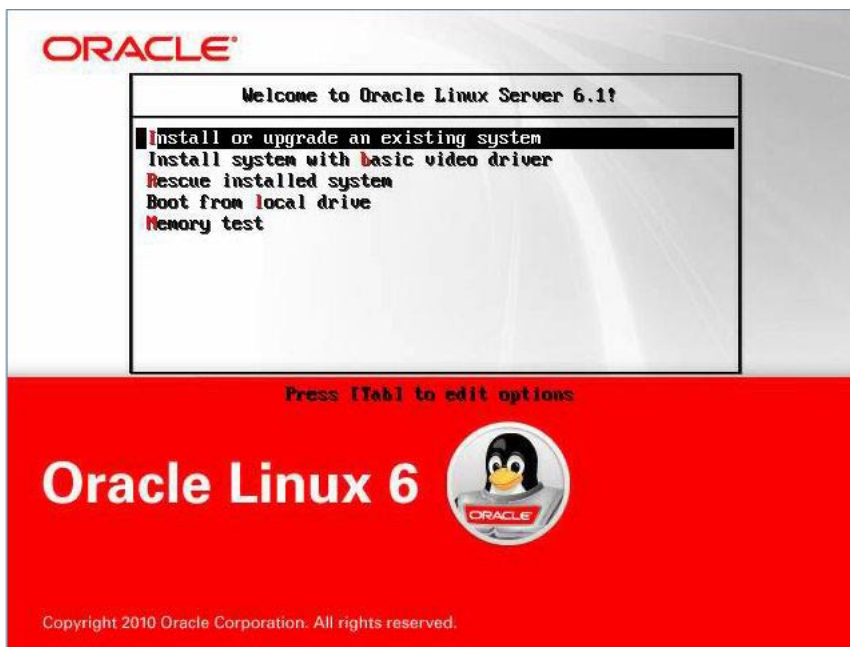 ORACLE®
Welcome to Oracle Linux Server 6.1!
Install or upgrade an existing system
Install system with basic video driver
Rescue installed system
Boot from local drive
Memory test
Press [Tab] to edit options
Oracle Linux 6
ORACLE
Copyright 2010 Oracle Corporation. All rights reserved.